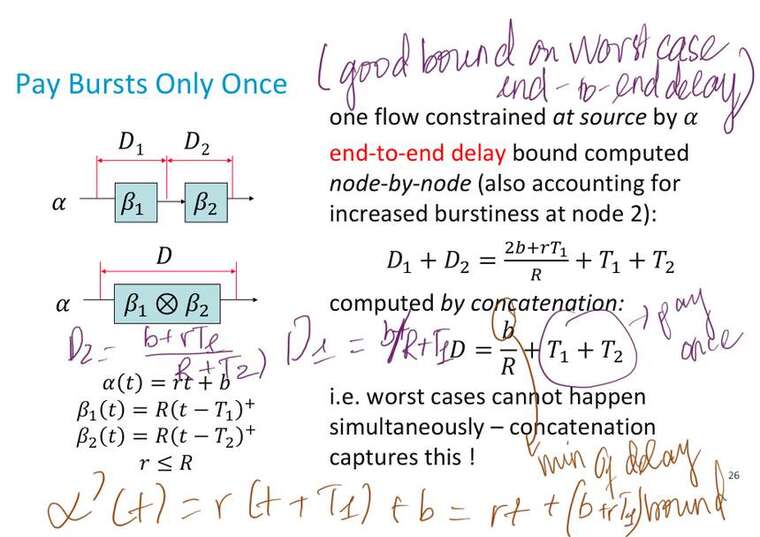 (good bound on worst case
end-to-end delay)
Pay Bursts Only Once
one flow constrained at source by α
end-to-end delay bound computed
node-by-node (also accounting for
increased burstiness at node 2):
D₁ + D₂ = (2b+rT₁)/R + T₁ + T₂
computed by concatenation:
D = b/R + T₁ + T₂
→ pay
once
i.e. worst cases cannot happen
simultaneously – concatenation
captures this !
D₁ D₂
α β₁ β₂
D
α β₁ ⊗ β₂
D₂ = b+rT₁ / R+T₂)
D₁ = b/R+T₁
α(t) = rt + b
β₁(t) = R(t − T₁)⁺
β₂(t) = R(t − T₂)⁺
r ≤ R
min of delay
bound
α'(t) = r(t+T₁) + b = rt + (b+rT₁)
26